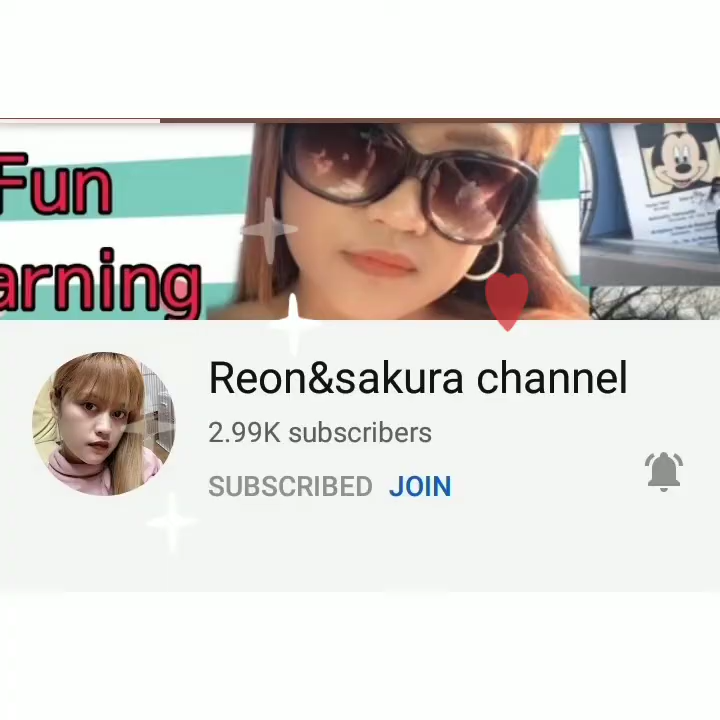 Fun
arning
Reon&sakura channel
2.99K subscribers
SUBSCRIBED JOIN